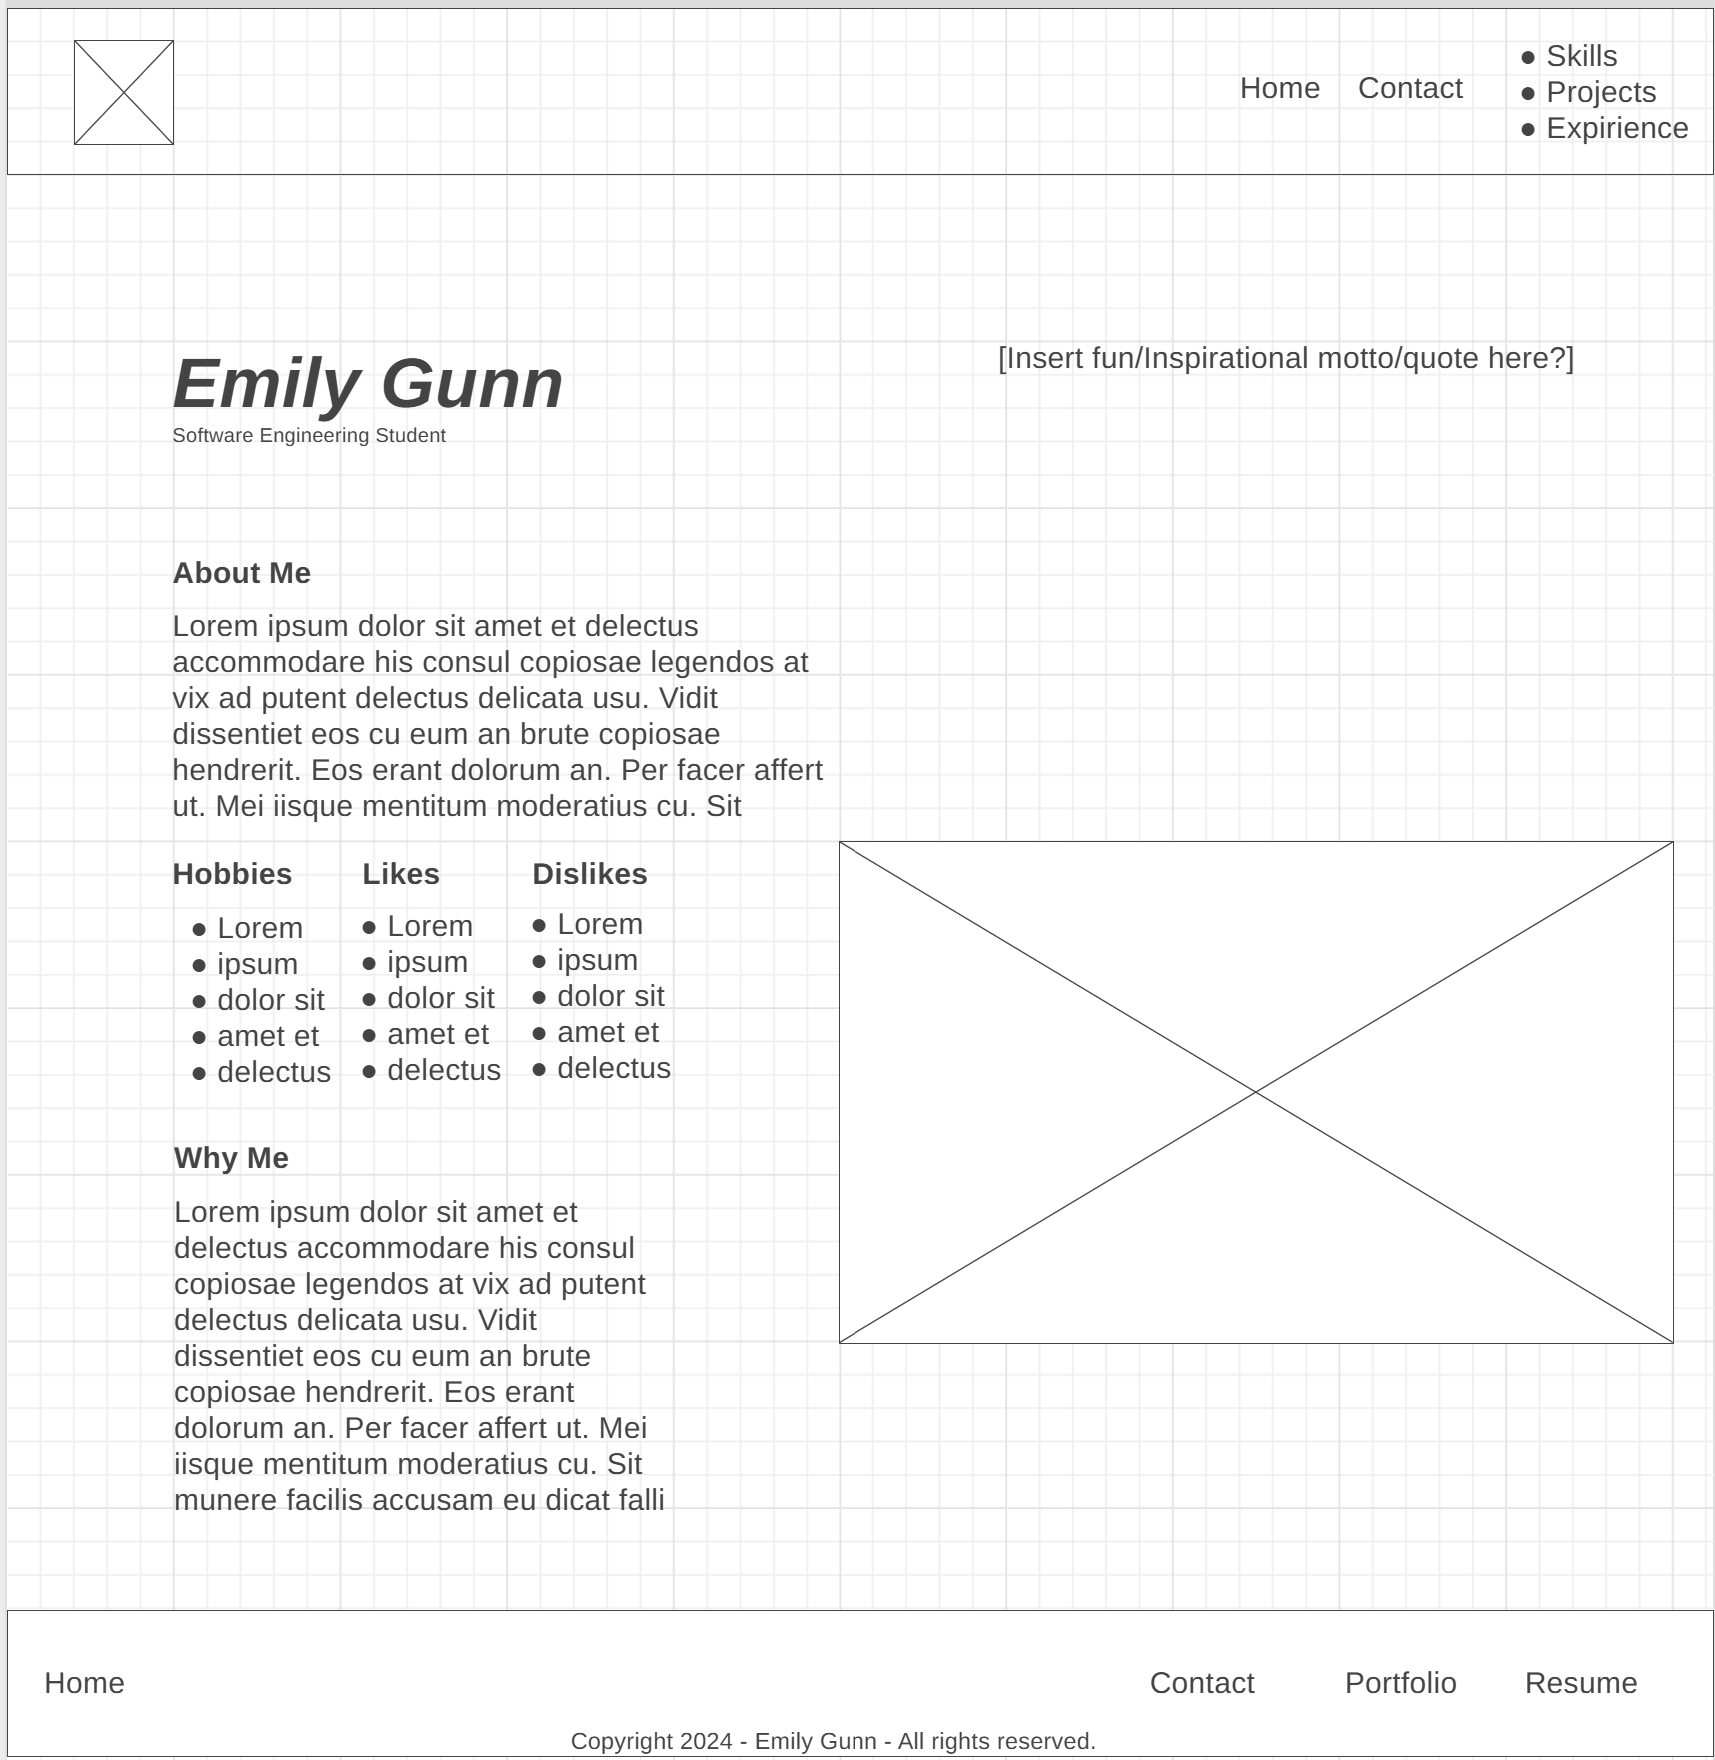 Home Contact
● Skills
● Projects
● Expirience
Emily Gunn
Software Engineering Student
[Insert fun/Inspirational motto/quote here?]
About Me
Lorem ipsum dolor sit amet et delectus
accommodare his consul copiosae legendos at
vix ad putent delectus delicata usu. Vidit
dissentiet eos cu eum an brute copiosae
hendrerit. Eos erant dolorum an. Per facer affert
ut. Mei iisque mentitum moderatius cu. Sit
Hobbies
● Lorem
● ipsum
● dolor sit
● amet et
● delectus
Likes
● Lorem
● ipsum
● dolor sit
● amet et
● delectus
Dislikes
● Lorem
● ipsum
● dolor sit
● amet et
● delectus
Why Me
Lorem ipsum dolor sit amet et
delectus accommodare his consul
copiosae legendos at vix ad putent
delectus delicata usu. Vidit
dissentiet eos cu eum an brute
copiosae hendrerit. Eos erant
dolorum an. Per facer affert ut. Mei
iisque mentitum moderatius cu. Sit
munere facilis accusam eu dicat falli
Home Contact Portfolio Resume
Copyright 2024 - Emily Gunn - All rights reserved.